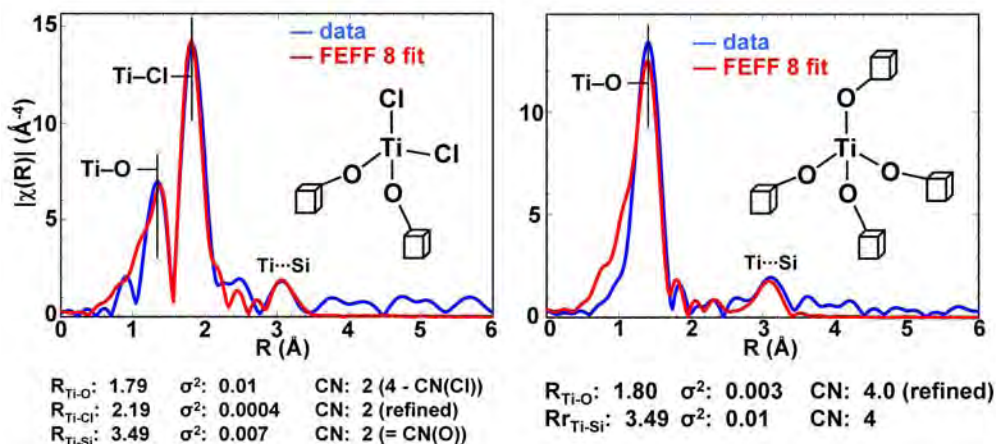 data
FEFF 8 fit
Ti–Cl
Ti–O
Cl
Ti
Cl
O
O
Ti···Si
|χ(R)| (Å⁻⁴)
15
10
5
0
0 1 2 3 4 5 6
R (Å)
R_Ti-O: 1.79 σ²: 0.01 CN: 2 (4 - CN(Cl))
R_Ti-Cl: 2.19 σ²: 0.0004 CN: 2 (refined)
R_Ti-Si: 3.49 σ²: 0.007 CN: 2 (= CN(O))
data
FEFF 8 fit
Ti–O
O
Ti
O
O
O
Ti···Si
10
5
0
0 1 2 3 4 5 6
R (Å)
R_Ti-O: 1.80 σ²: 0.003 CN: 4.0 (refined)
Rr_Ti-Si: 3.49 σ²: 0.01 CN: 4